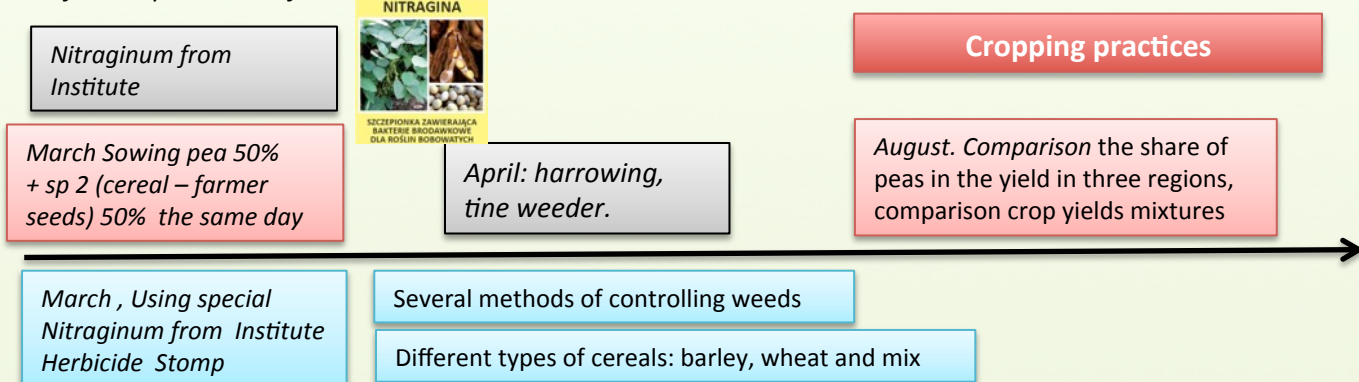 NITRAGINA
Nitraginum from
Institute
Cropping practices
SZCZEPIONKA ZAWIERAJĄCA
BAKTERIE BRODAWKOWE
DLA ROŚLIN BOBOWATYCH
March Sowing pea 50%
+ sp 2 (cereal – farmer
seeds) 50% the same day
April: harrowing,
tine weeder.
August. Comparison the share of
peas in the yield in three regions,
comparison crop yields mixtures
March , Using special
Nitraginum from Institute
Herbicide Stomp
Several methods of controlling weeds
Different types of cereals: barley, wheat and mix